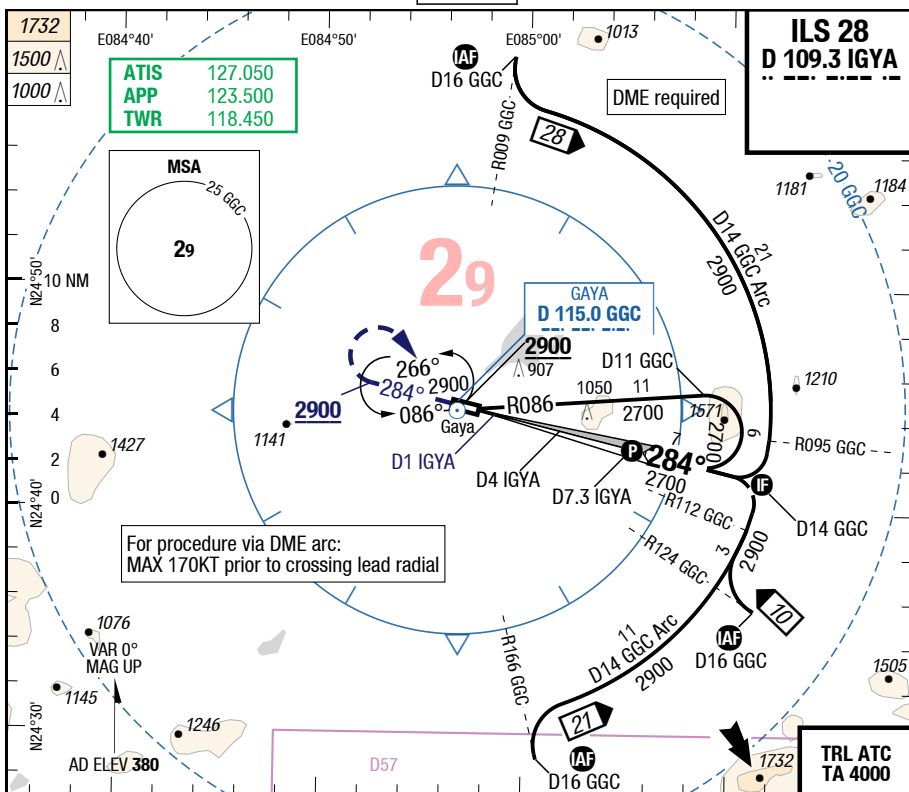 1732
1500
1000
E084°40'
E084°50'
E085°00'
1013
ILS 28
D 109.3 IGYA
ATIS 127.050
APP 123.500
TWR 118.450
IAF
D16 GGC
DME required
28
R009 GGC
MSA
25 GGC
29
1181
1184
20 GGC
21
D14 GGC Arc
2900
N24°50'
10 NM
8
6
4
2
0
29
GAYA
D 115.0 GGC
2900
907
D11 GGC
1210
266°
2900
284°
086°
2900
Gaya
R086
1050
11
2700
1571
2700
9
R095 GGC
1141
1427
D1 IGYA
D4 IGYA
P
7
284°
2700
D7.3 IGYA
IF
D14 GGC
R112 GGC
N24°40'
For procedure via DME arc:
MAX 170KT prior to crossing lead radial
R124 GGC
3
2900
10
IAF
D16 GGC
1076
VAR 0°
MAG UP
1145
1246
R166 GGC
11
D14 GGC Arc
2900
1505
21
IAF
D16 GGC
N24°30'
AD ELEV 380
D57
1732
TRL ATC
TA 4000